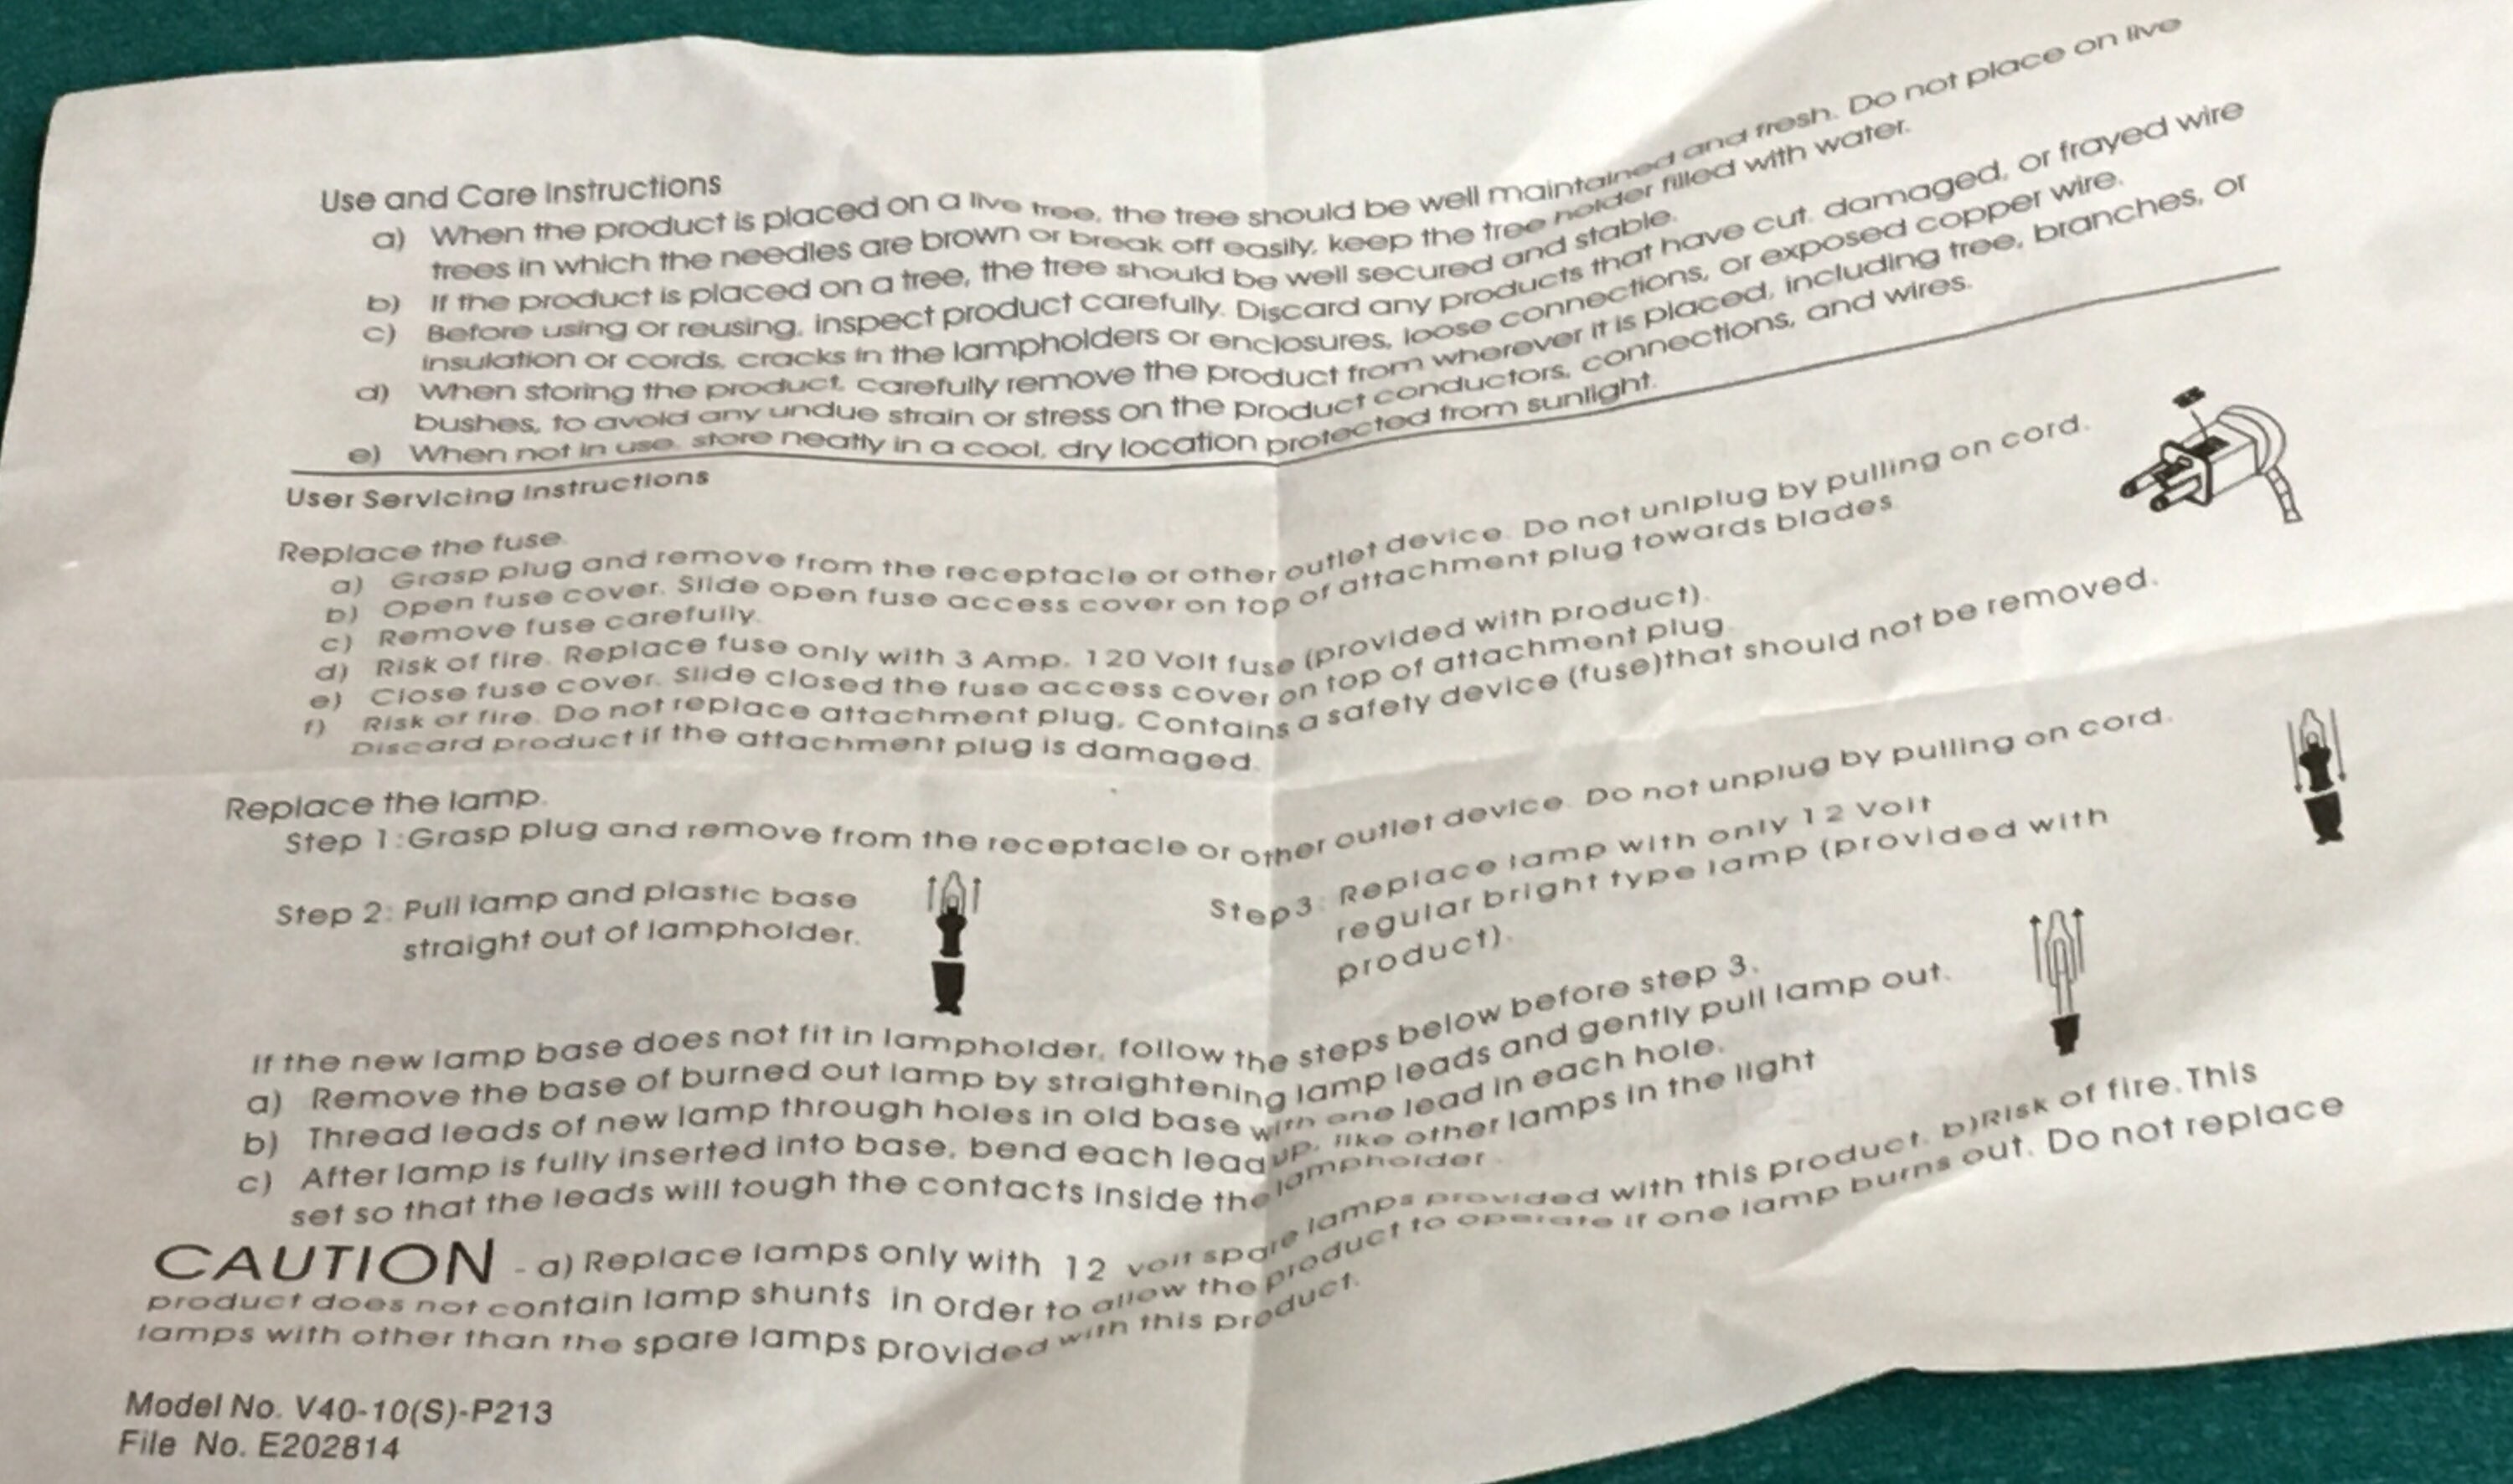 Use and Care Instructions
a) When the product is placed on a live tree, the tree should be well maintained and fresh. Do not place on live
trees in which the needles are brown or break off easily, keep the tree holder filled with water.
b) If the product is placed on a tree, the tree should be well secured and stable.
c) Before using or reusing, inspect product carefully. Discard any products that have cut, damaged, or frayed wire
insulation or cords, cracks in the lampholders or enclosures, loose connections, or exposed copper wire.
d) When storing the product, carefully remove the product from wherever it is placed, including tree, branches, or
bushes, to avoid any undue strain or stress on the product conductors, connections, and wires.
e) When not in use, store neatly in a cool, dry location protected from sunlight.
User Servicing Instructions
Replace the fuse.
a) Grasp plug and remove from the receptacle or other outlet device. Do not unlplug by pulling on cord.
b) Open fuse cover. Slide open fuse access cover on top of attachment plug towards blades
c) Remove fuse carefully.
d) Risk of fire. Replace fuse only with 3 Amp, 120 Volt fuse (provided with product).
e) Close fuse cover. Slide closed the fuse access cover on top of attachment plug.
f) Risk of fire. Do not replace attachment plug. Contains a safety device (fuse)that should not be removed.
Discard product if the attachment plug is damaged.
Replace the lamp.
Step 1:Grasp plug and remove from the receptacle or other outlet device. Do not unplug by pulling on cord.
Step 2: Pull lamp and plastic base
straight out of lampholder.
Step3: Replace lamp with only 12 Volt
regular bright type lamp (provided with
product).
If the new lamp base does not fit in lampholder, follow the steps below before step 3.
a) Remove the base of burned out lamp by straightening lamp leads and gently pull lamp out.
b) Thread leads of new lamp through holes in old base with one lead in each hole.
c) After lamp is fully inserted into base, bend each lead up, like other lamps in the light
set so that the leads will tough the contacts inside the lampholder.
CAUTION - a) Replace lamps only with 12 volt spare lamps provided with this product. b)Risk of fire.This
product does not contain lamp shunts in order to allow the product to operate if one lamp burns out. Do not replace
lamps with other than the spare lamps provided with this product.
Model No. V40-10(S)-P213
File No. E202814